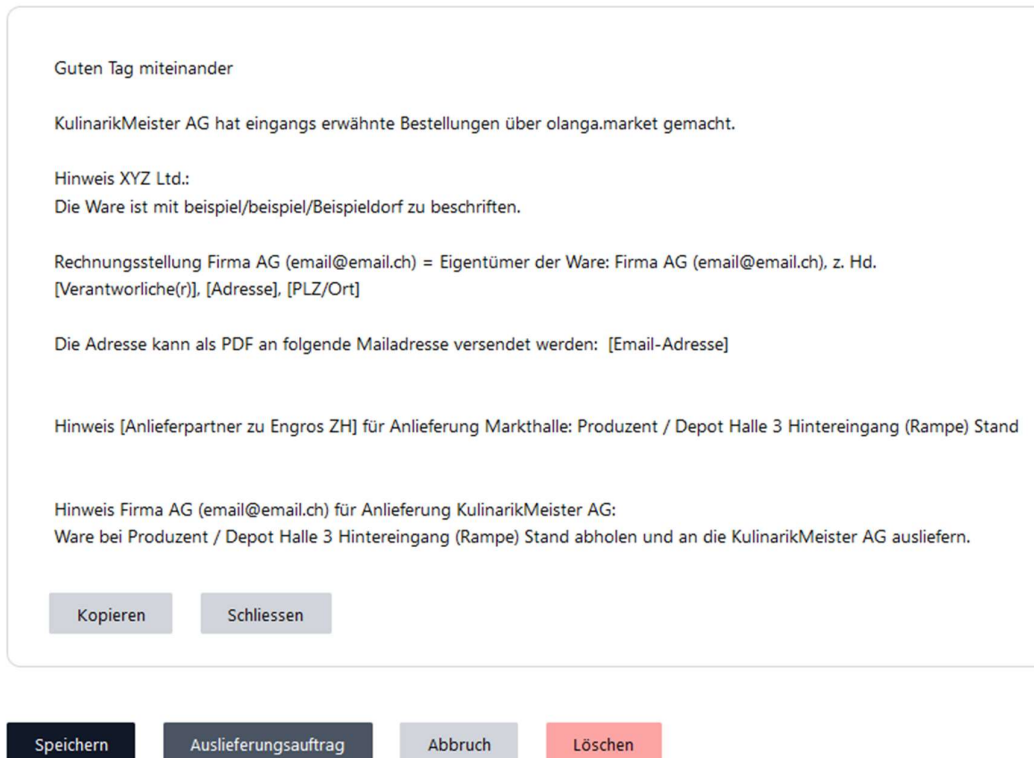 Guten Tag miteinander
KulinarikMeister AG hat eingangs erwähnte Bestellungen über olanga.market gemacht.
Hinweis XYZ Ltd.:
Die Ware ist mit beispiel/beispiel/Beispieldorf zu beschriften.
Rechnungsstellung Firma AG (email@email.ch) = Eigentümer der Ware: Firma AG (email@email.ch), z. Hd.
[Verantworliche(r)], [Adresse], [PLZ/Ort]
Die Adresse kann als PDF an folgende Mailadresse versendet werden: [Email-Adresse]
Hinweis [Anlieferpartner zu Engros ZH] für Anlieferung Markthalle: Produzent / Depot Halle 3 Hintereingang (Rampe) Stand
Hinweis Firma AG (email@email.ch) für Anlieferung KulinarikMeister AG:
Ware bei Produzent / Depot Halle 3 Hintereingang (Rampe) Stand abholen und an die KulinarikMeister AG ausliefern.
Kopieren Schliessen
Speichern Auslieferungsauftrag Abbruch Löschen